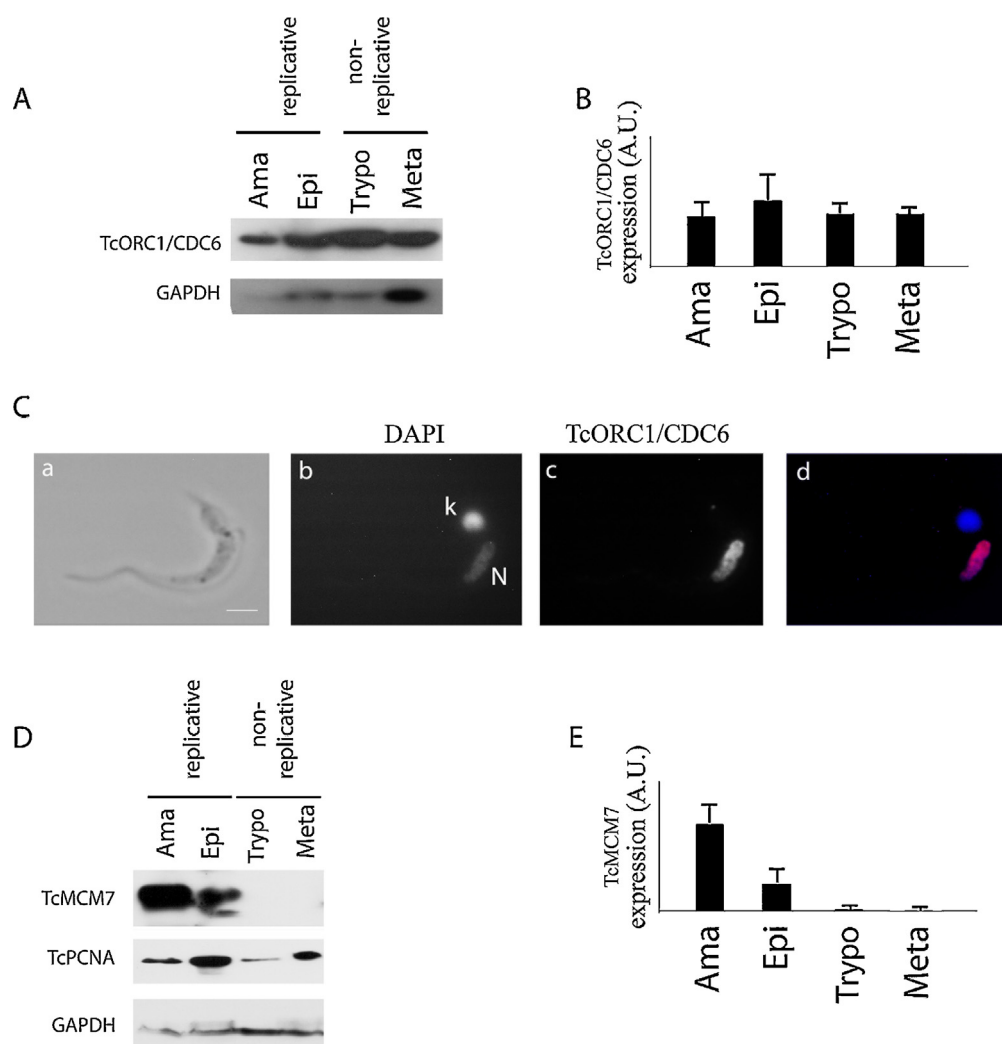 A
replicative
non-
replicative
Ama
Epi
Trypo
Meta
TcORC1/CDC6
GAPDH
B
TcORC1/CDC6
expression (A.U.)
Ama
Epi
Trypo
Meta
C
DAPI
TcORC1/CDC6
a
b
k
N
c
d
D
replicative
non-
replicative
Ama
Epi
Trypo
Meta
TcMCM7
TcPCNA
GAPDH
E
TcMCM7
expression (A.U.)
Ama
Epi
Trypo
Meta